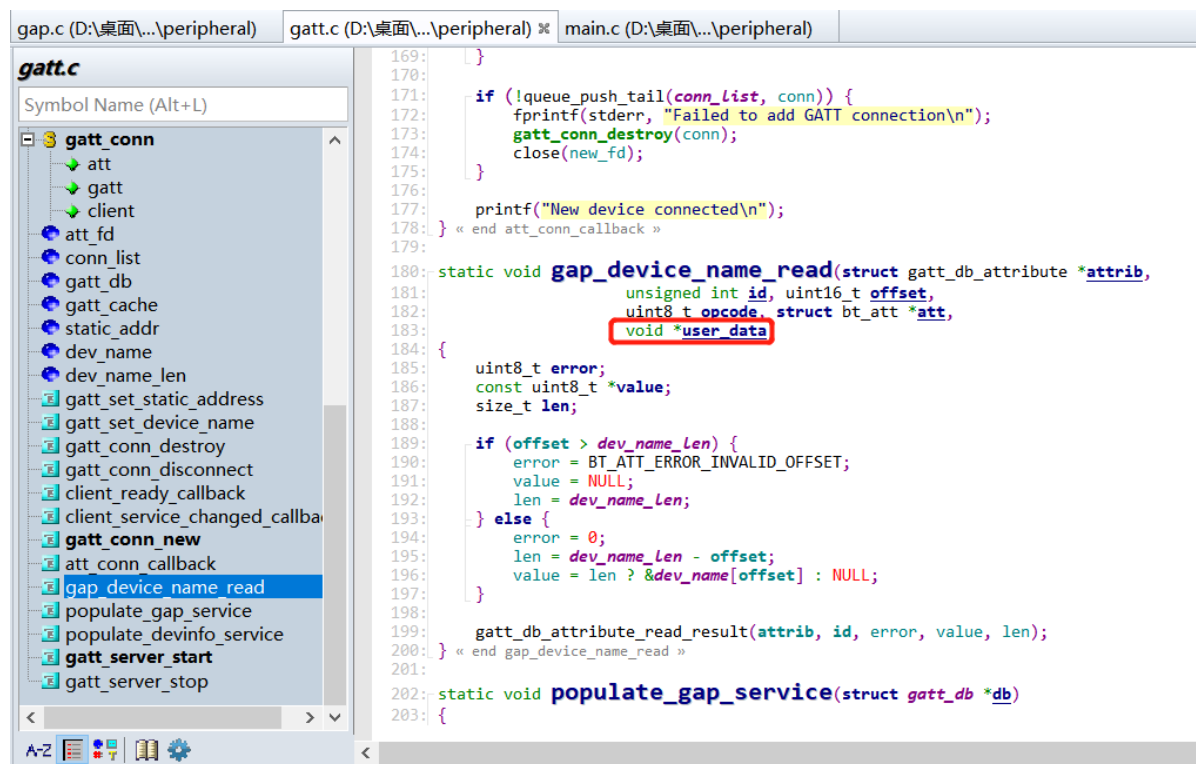 gap.c (D:\桌面\...\peripheral)
gatt.c (D:\桌面\...\peripheral)
main.c (D:\桌面\...\peripheral)
gatt.c
Symbol Name (Alt+L)
gatt_conn
att
gatt
client
att_fd
conn_list
gatt_db
gatt_cache
static_addr
dev_name
dev_name_len
gatt_set_static_address
gatt_set_device_name
gatt_conn_destroy
gatt_conn_disconnect
client_ready_callback
client_service_changed_callba
gatt_conn_new
att_conn_callback
gap_device_name_read
populate_gap_service
populate_devinfo_service
gatt_server_start
gatt_server_stop
A-Z
169: }
170:
171: if (!queue_push_tail(conn_list, conn)) {
172: fprintf(stderr, "Failed to add GATT connection\n");
173: gatt_conn_destroy(conn);
174: close(new_fd);
175: }
176:
177: printf("New device connected\n");
178: } « end att_conn_callback »
179:
180: static void gap_device_name_read(struct gatt_db_attribute *attrib,
181: unsigned int id, uint16_t offset,
182: uint8_t opcode, struct bt_att *att,
183: void *user_data
184: {
185: uint8_t error;
186: const uint8_t *value;
187: size_t len;
188:
189: if (offset > dev_name_len) {
190: error = BT_ATT_ERROR_INVALID_OFFSET;
191: value = NULL;
192: len = dev_name_len;
193: } else {
194: error = 0;
195: len = dev_name_len - offset;
196: value = len ? &dev_name[offset] : NULL;
197: }
198:
199: gatt_db_attribute_read_result(attrib, id, error, value, len);
200: } « end gap_device_name_read »
201:
202: static void populate_gap_service(struct gatt_db *db)
203: {